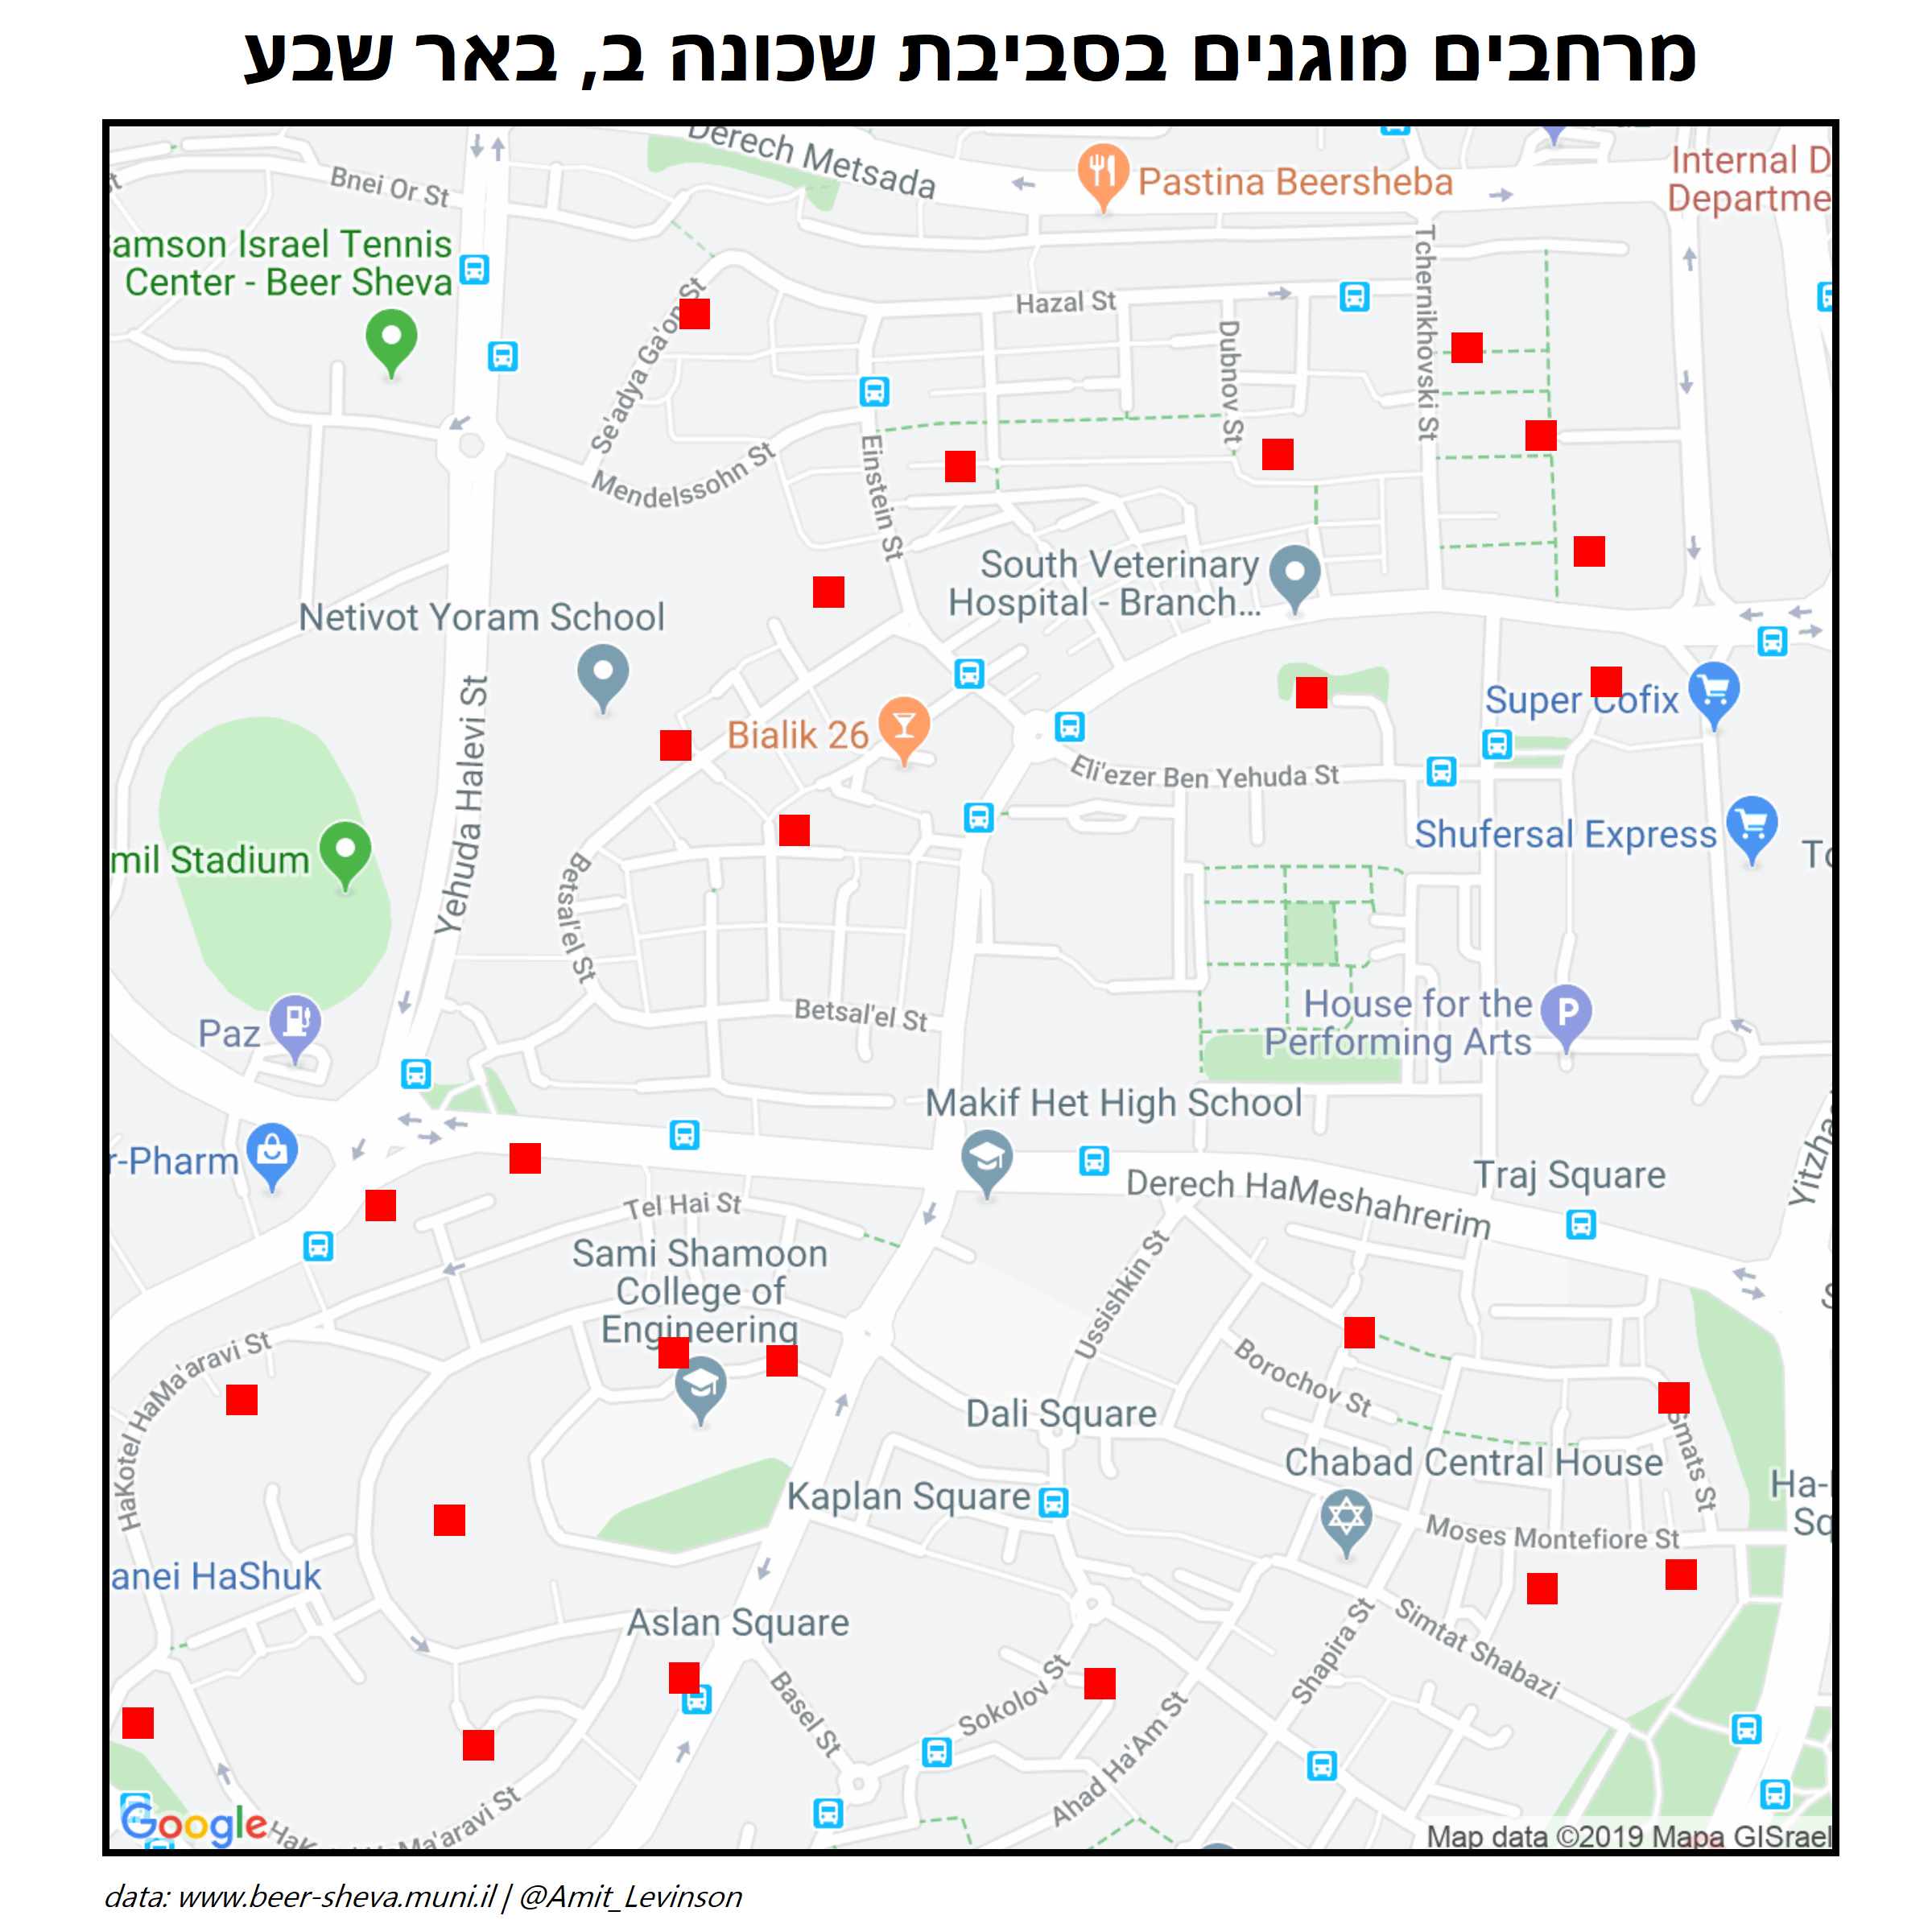 מרחבים מוגנים בסביבת שכונה ב, באר שבע
Derech Metsada
Bnei Or St
Pastina Beersheba
Internal D
Departme
amson Israel Tennis
Center - Beer Sheva
Se'adya Ga'on St
Hazal St
Dubnov St
Tchernikhovski St
Mendelssohn St
Einstein St
South Veterinary
Hospital - Branch...
Netivot Yoram School
Yehuda Halevi St
Bialik 26
Super Cofix
Eli'ezer Ben Yehuda St
Shufersal Express
mil Stadium
Betsal'el St
Betsal'el St
Paz
House for the
Performing Arts
P
Makif Het High School
r-Pharm
Derech HaMeshahrerim
Traj Square
Yitzha
Tel Hai St
Sami Shamoon
College of
Engineering
Ussishkin St
Borochov St
HaKotel HaMa'aravi St
Dali Square
Smats St
Chabad Central House
Kaplan Square
Ha-
Sq
Moses Montefiore St
anei HaShuk
Aslan Square
Simtat Shabazi
Shapira St
Basel St
Sokolov St
Ahad Ha'Am St
Ma'aravi St
Google
Map data ©2019 Mapa GISrael
data: www.beer-sheva.muni.il | @Amit_Levinson